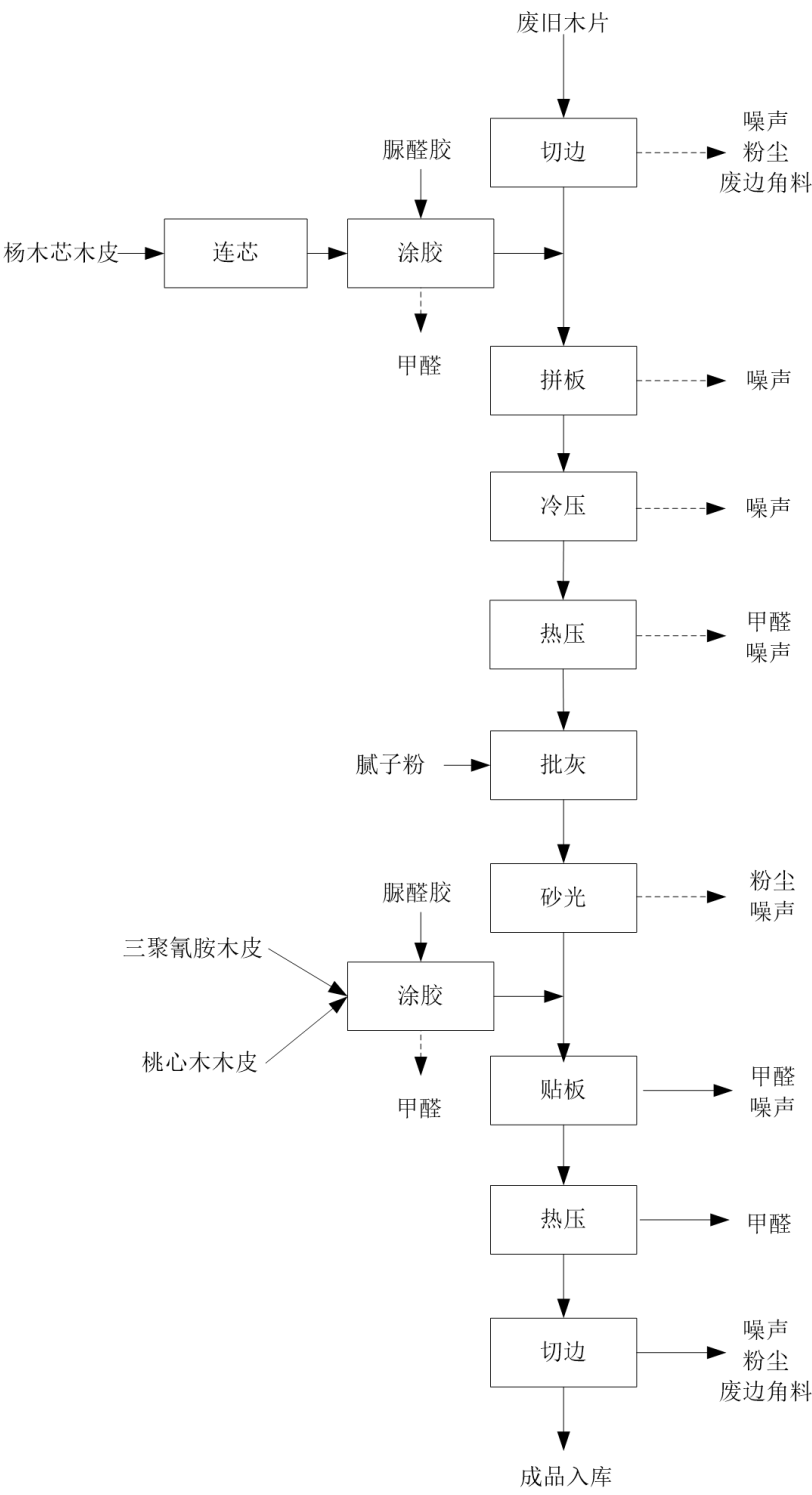 废旧木片
切边
噪声
粉尘
废边角料
脲醛胶
杨木芯木皮
连芯
涂胶
甲醛
拼板
噪声
冷压
噪声
热压
甲醛
噪声
腻子粉
批灰
砂光
粉尘
噪声
脲醛胶
三聚氰胺木皮
涂胶
桃心木木皮
甲醛
贴板
甲醛
噪声
热压
甲醛
切边
噪声
粉尘
废边角料
成品入库